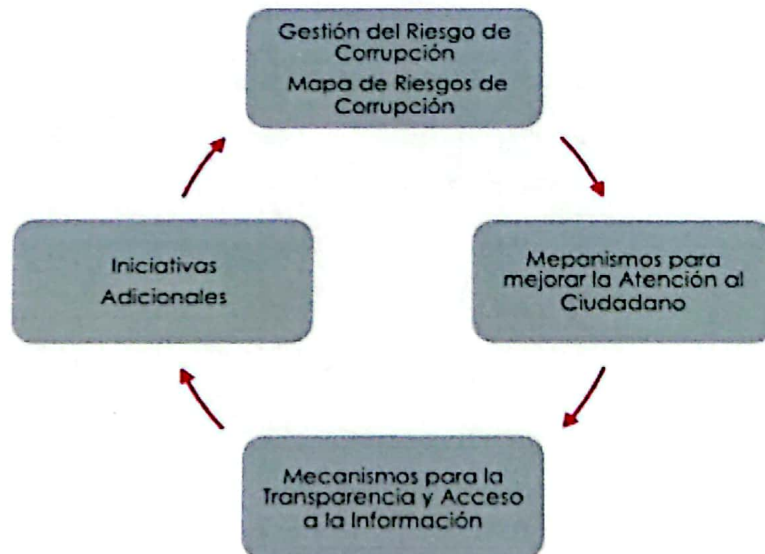 Gestión del Riesgo de
Corrupción
Mapa de Riesgos de
Corrupción
Mepanismos para
mejorar la Atención al
Ciudadano
Mecanismos para la
Transparencia y Acceso
a la Información
Iniciativas
Adicionales